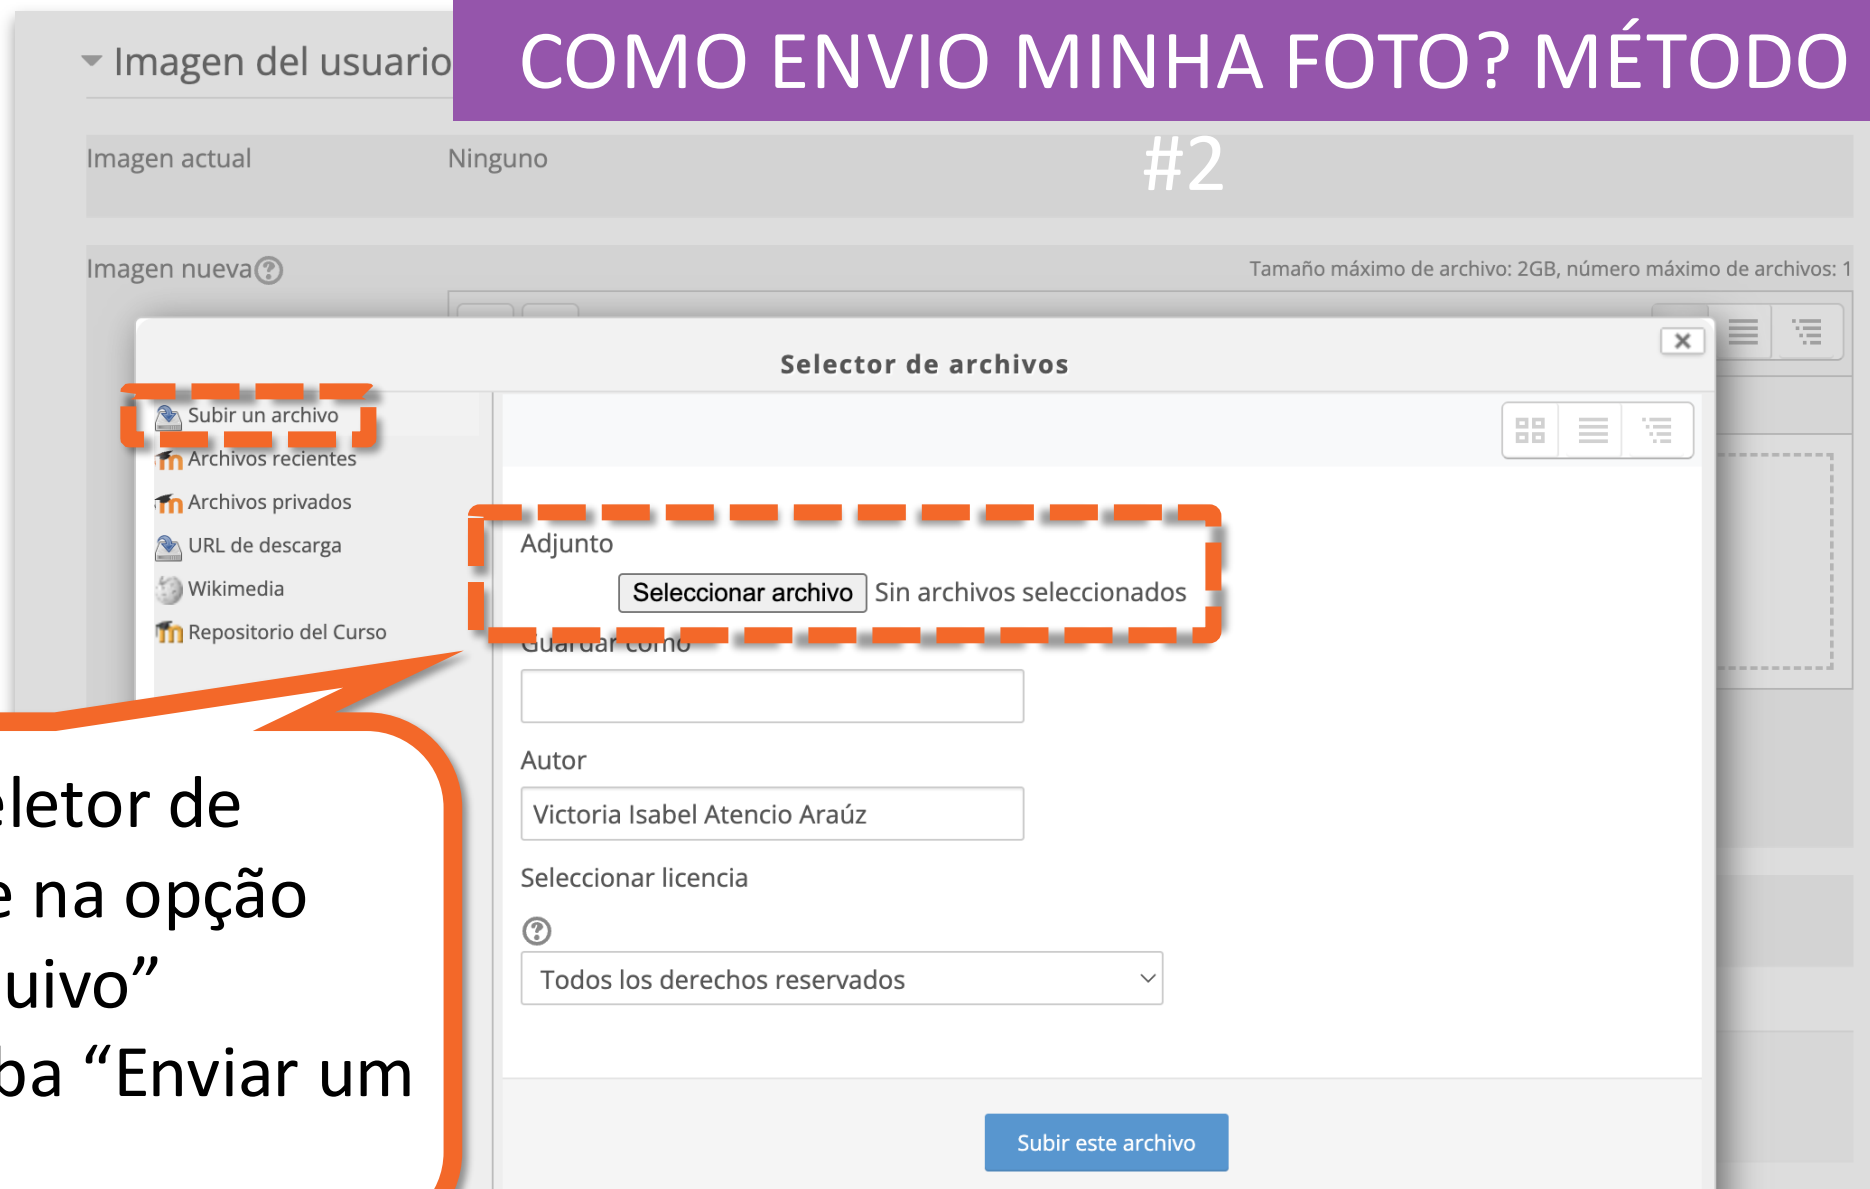 Imagen del usuario
COMO ENVIO MINHA FOTO? MÉTODO
#2
Imagen actual
Ninguno
Imagen nueva
Tamaño máximo de archivo: 2GB, número máximo de archivos: 1
Selector de archivos
Subir un archivo
Archivos recientes
Archivos privados
URL de descarga
Wikimedia
Repositorio del Curso
Adjunto
Seleccionar archivo Sin archivos seleccionados
Guardar como
Autor
Victoria Isabel Atencio Araúz
Seleccionar licencia
Todos los derechos reservados
Subir este archivo
eletor de
e na opção
uivo”
ba “Enviar um